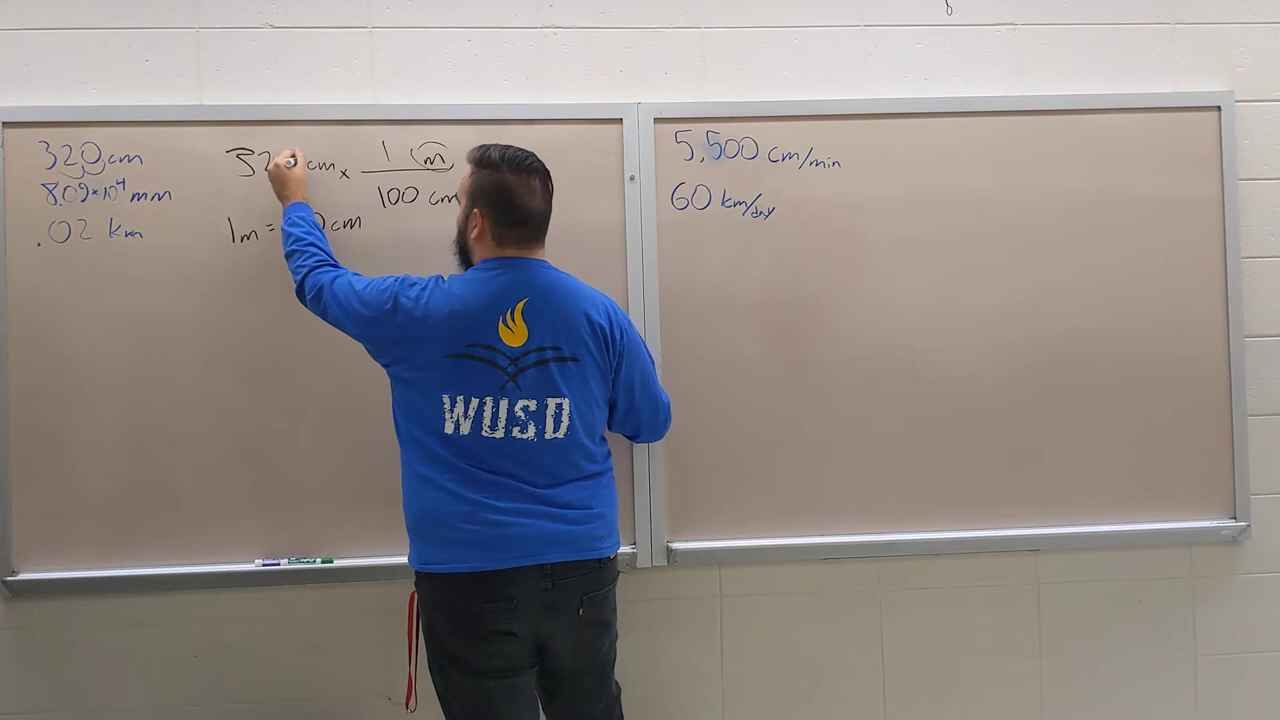 320 cm
8.09×10⁴ mm
.02 km
32 cm x 1 m
100 cm
1m = 0 cm
5,500 cm/min
60 km/day
WUSD